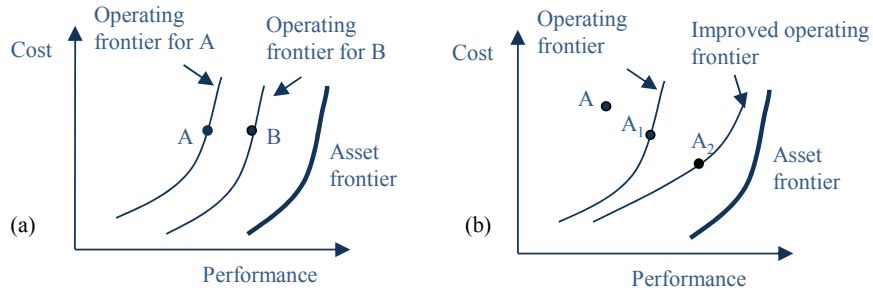 Operating
frontier for A
Operating
frontier for B
Cost
A
B
Asset
frontier
(a)
Performance
Operating
frontier
Improved operating
frontier
Cost
A
A₁
A₂
Asset
frontier
(b)
Performance